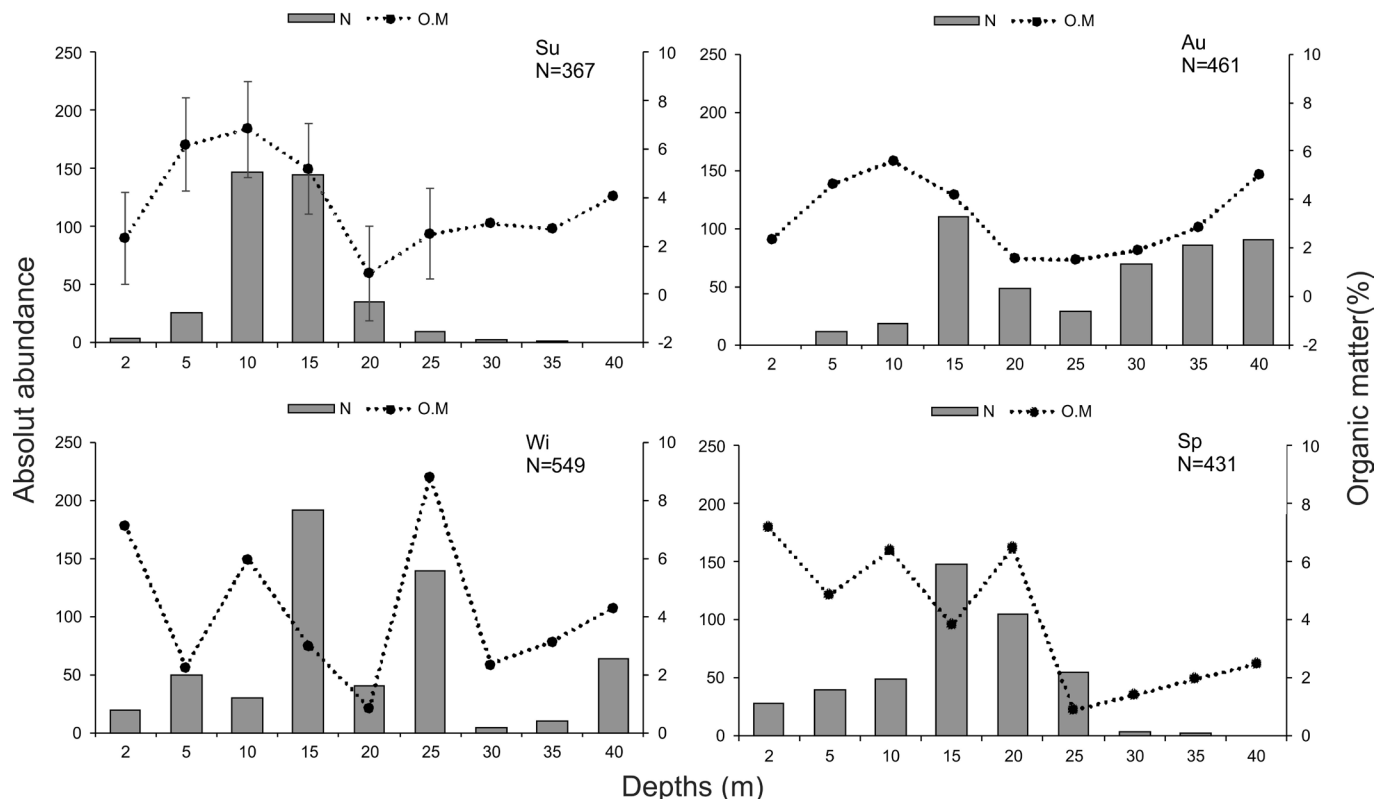 N O.M
Su
N=367
250 200 150 100 50 0
10 8 6 4 2 0 -2
2 5 10 15 20 25 30 35 40
N O.M
Au
N=461
250 200 150 100 50 0
10 8 6 4 2 0 -2
2 5 10 15 20 25 30 35 40
N O.M
Wi
N=549
250 200 150 100 50 0
10 8 6 4 2 0
2 5 10 15 20 25 30 35 40
N O.M
Sp
N=431
250 200 150 100 50 0
10 8 6 4 2 0
2 5 10 15 20 25 30 35 40
Absolut abundance
Organic matter(%)
Depths (m)